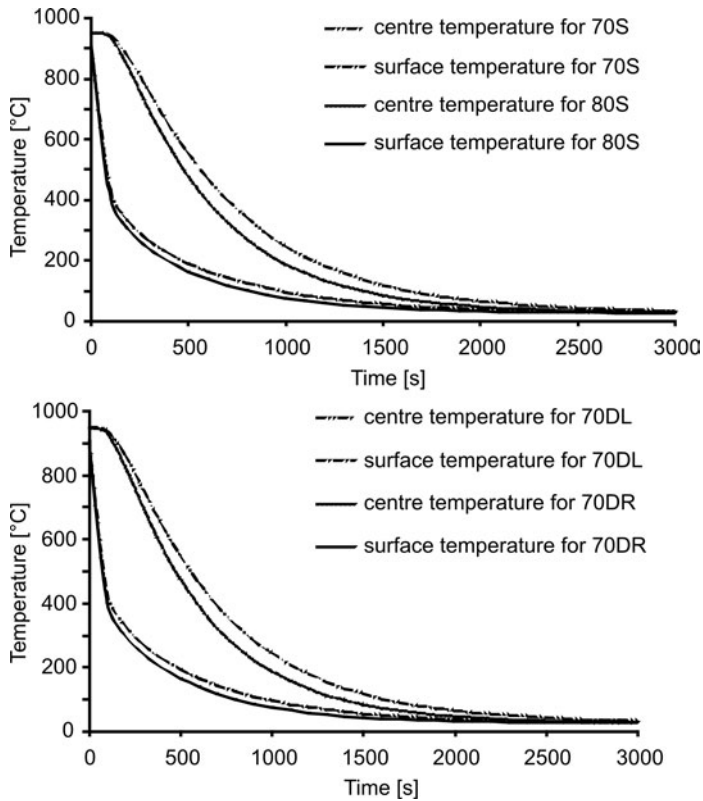 1000
800
600
400
200
0
Temperature [°C]
0 500 1000 1500 2000 2500 3000
Time [s]
centre temperature for 70S
surface temperature for 70S
centre temperature for 80S
surface temperature for 80S
1000
800
600
400
200
0
Temperature [°C]
0 500 1000 1500 2000 2500 3000
Time [s]
centre temperature for 70DL
surface temperature for 70DL
centre temperature for 70DR
surface temperature for 70DR